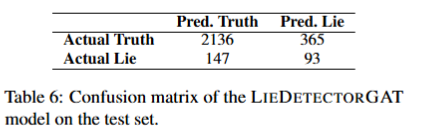 Pred. Truth Pred. Lie
Actual Truth 2136 365
Actual Lie 147 93
Table 6: Confusion matrix of the LIEDETECTORGAT
model on the test set.